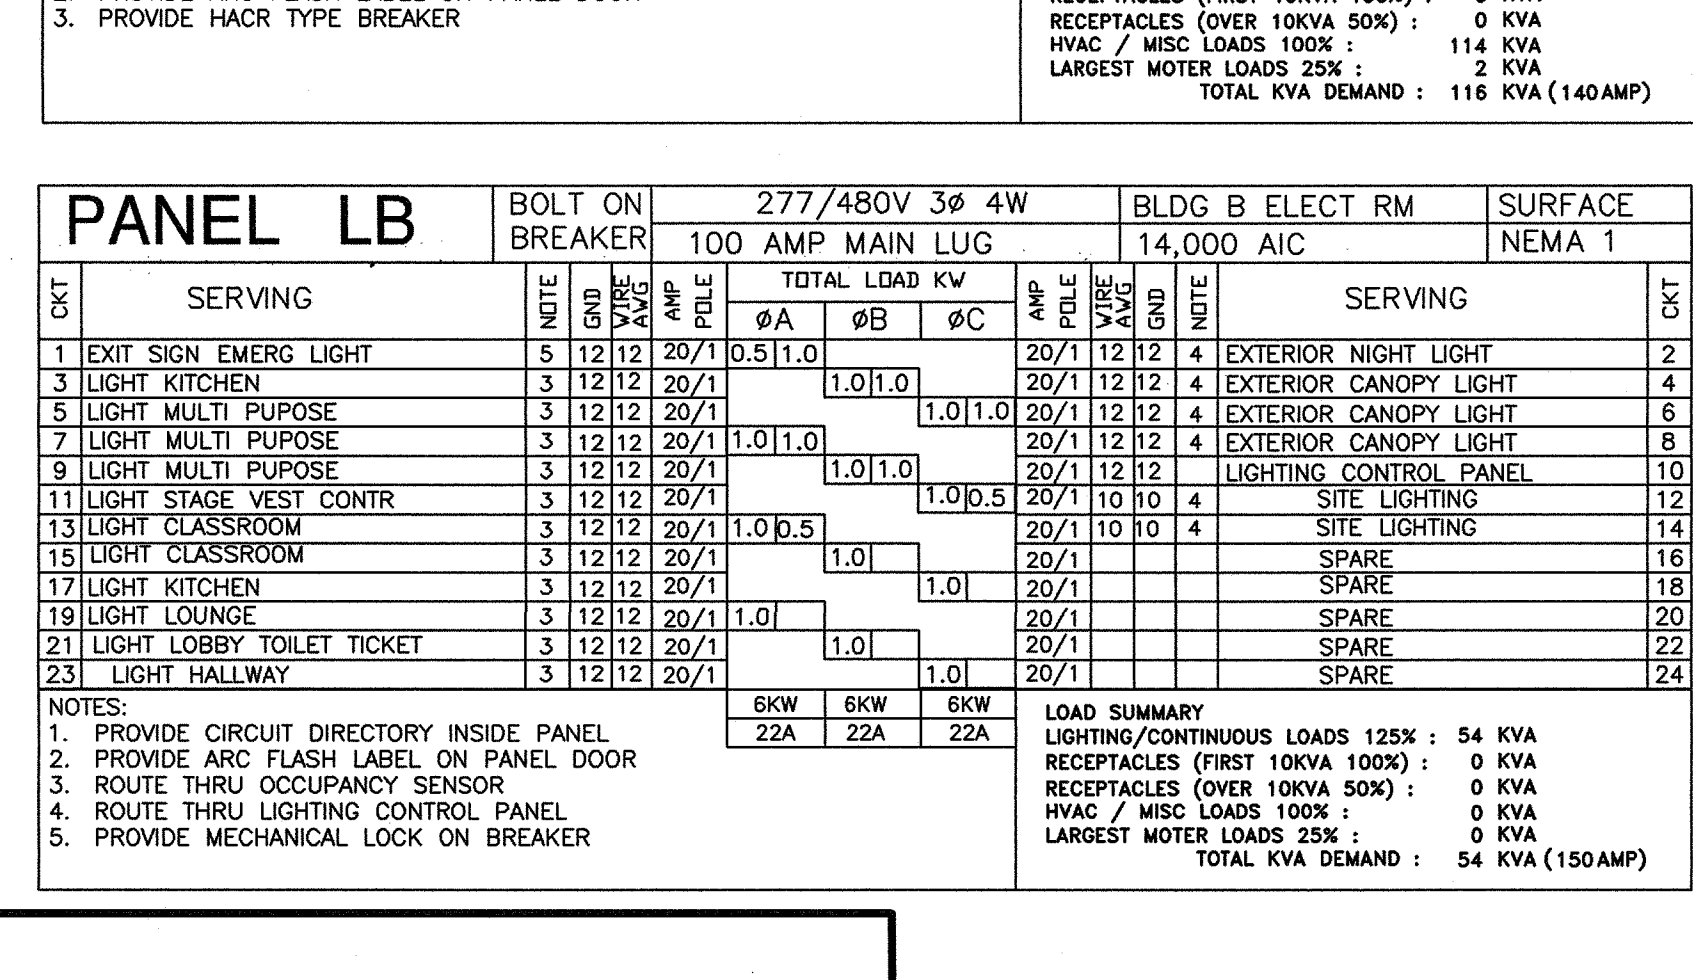 3. PROVIDE HACR TYPE BREAKER
RECEPTACLES (OVER 10KVA 50%) : 0 KVA
HVAC / MISC LOADS 100% : 114 KVA
LARGEST MOTER LOADS 25% : 2 KVA
TOTAL KVA DEMAND : 116 KVA (140AMP)
PANEL LB
BOLT ON
BREAKER
277/480V 3ø 4W
BLDG B ELECT RM
SURFACE
100 AMP MAIN LUG
14,000 AIC
NEMA 1
CKT SERVING NOTE GND WIRE AWG AMP POLE TOTAL LOAD KW AMP POLE WIRE AWG GND NOTE SERVING CKT
øA øB øC
1 EXIT SIGN EMERG LIGHT 5 12 12 20/1 0.5 1.0 20/1 12 12 4 EXTERIOR NIGHT LIGHT 2
3 LIGHT KITCHEN 3 12 12 20/1 1.0 1.0 20/1 12 12 4 EXTERIOR CANOPY LIGHT 4
5 LIGHT MULTI PUPOSE 3 12 12 20/1 1.0 1.0 20/1 12 12 4 EXTERIOR CANOPY LIGHT 6
7 LIGHT MULTI PUPOSE 3 12 12 20/1 1.0 1.0 20/1 12 12 4 EXTERIOR CANOPY LIGHT 8
9 LIGHT MULTI PUPOSE 3 12 12 20/1 1.0 1.0 20/1 12 12 LIGHTING CONTROL PANEL 10
11 LIGHT STAGE VEST CONTR 3 12 12 20/1 1.0 0.5 20/1 10 10 4 SITE LIGHTING 12
13 LIGHT CLASSROOM 3 12 12 20/1 1.0 0.5 20/1 10 10 4 SITE LIGHTING 14
15 LIGHT CLASSROOM 3 12 12 20/1 1.0 20/1 SPARE 16
17 LIGHT KITCHEN 3 12 12 20/1 1.0 20/1 SPARE 18
19 LIGHT LOUNGE 3 12 12 20/1 1.0 20/1 SPARE 20
21 LIGHT LOBBY TOILET TICKET 3 12 12 20/1 1.0 20/1 SPARE 22
23 LIGHT HALLWAY 3 12 12 20/1 1.0 20/1 SPARE 24
6KW 6KW 6KW
22A 22A 22A
NOTES:
1. PROVIDE CIRCUIT DIRECTORY INSIDE PANEL
2. PROVIDE ARC FLASH LABEL ON PANEL DOOR
3. ROUTE THRU OCCUPANCY SENSOR
4. ROUTE THRU LIGHTING CONTROL PANEL
5. PROVIDE MECHANICAL LOCK ON BREAKER
LOAD SUMMARY
LIGHTING/CONTINUOUS LOADS 125% : 54 KVA
RECEPTACLES (FIRST 10KVA 100%) : 0 KVA
RECEPTACLES (OVER 10KVA 50%) : 0 KVA
HVAC / MISC LOADS 100% : 0 KVA
LARGEST MOTER LOADS 25% : 0 KVA
TOTAL KVA DEMAND : 54 KVA (150AMP)